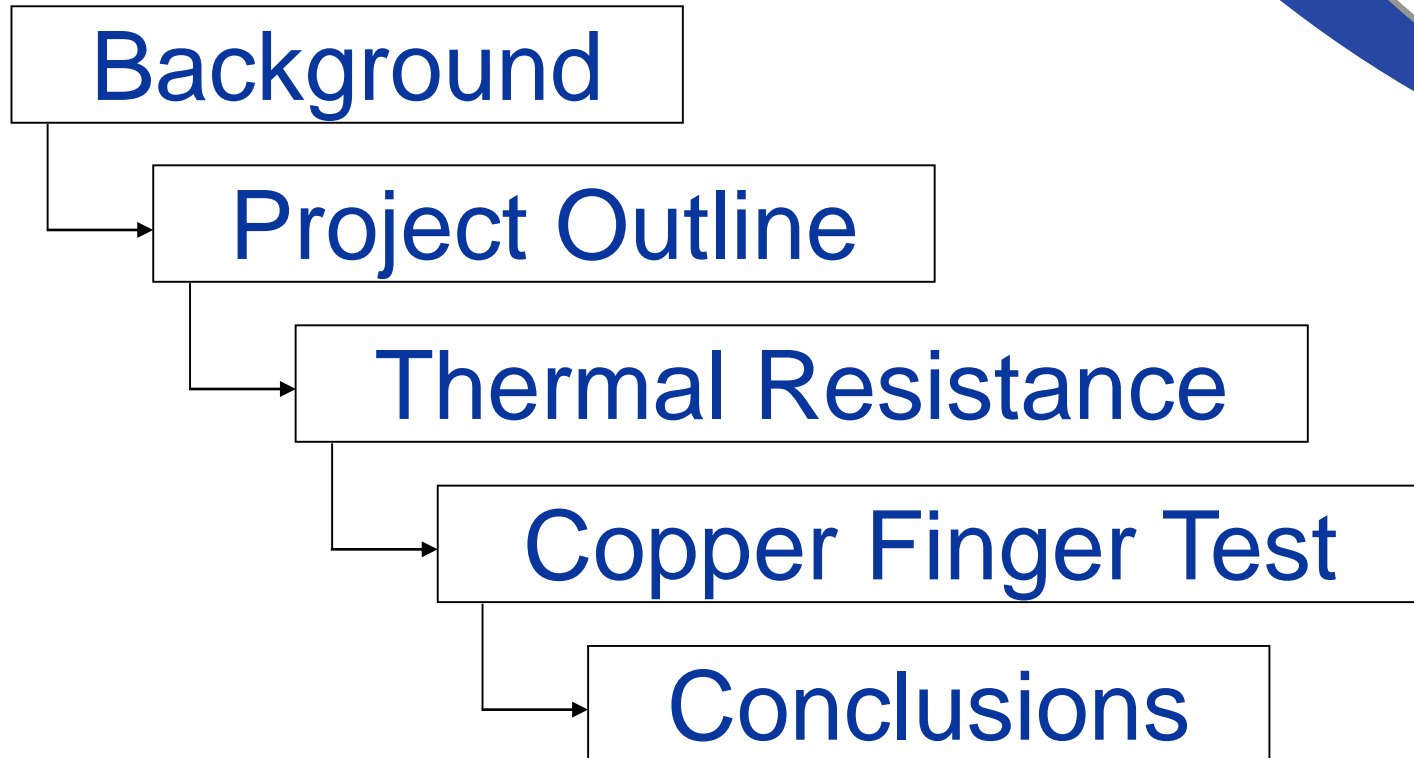 Background
Project Outline
Thermal Resistance
Copper Finger Test
Conclusions